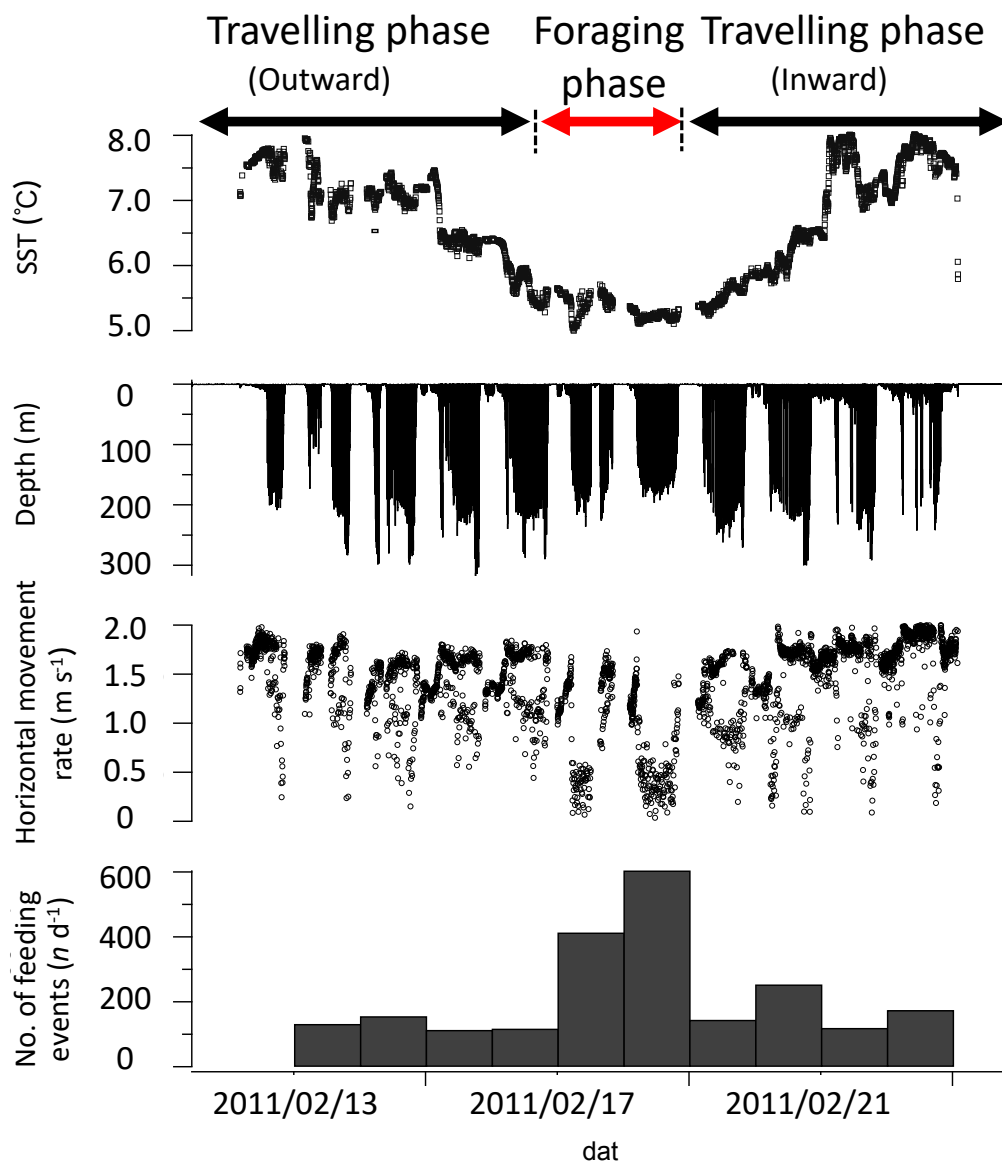 Travelling phase
(Outward)
Foraging
phase
Travelling phase
(Inward)
SST (°C)
8.0
7.0
6.0
5.0
Depth (m)
0
100
200
300
Horizontal movement
rate (m s-1)
2.0
1.5
1.0
0.5
0
No. of feeding
events (n d-1)
600
400
200
0
2011/02/13
2011/02/17
2011/02/21
dat